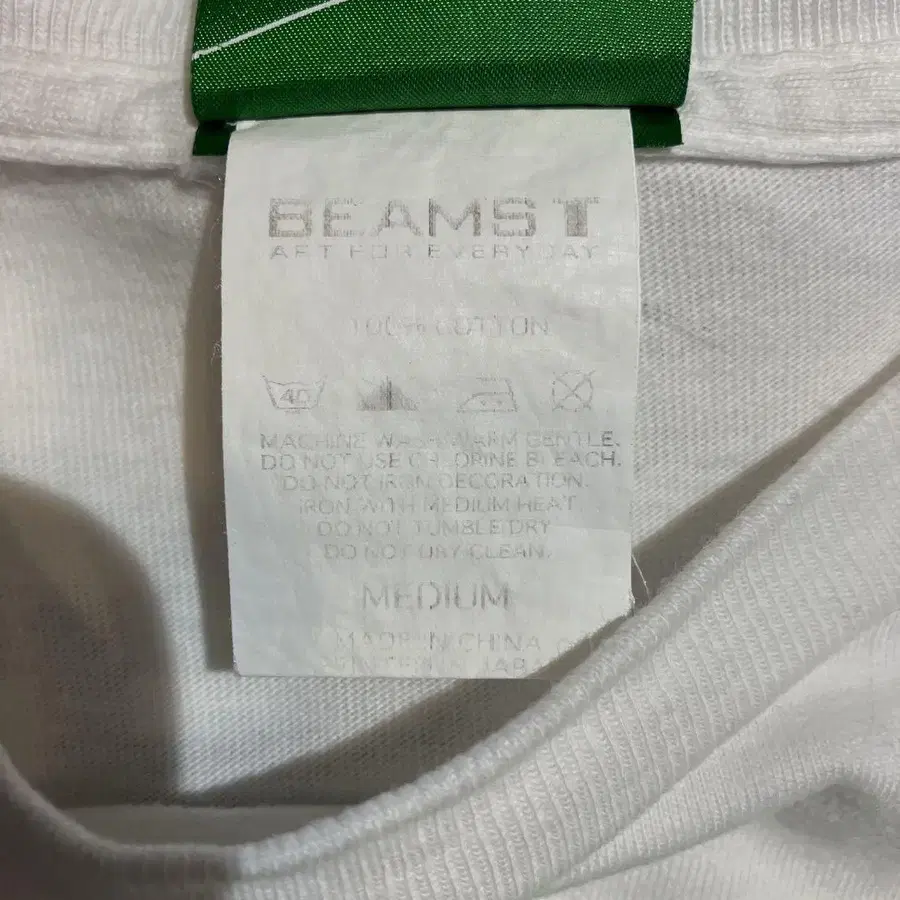 BEAMS T
ART FOR EVERYDAY
100% COTTON
40
MACHINE WASH WARM GENTLE.
DO NOT USE CHLORINE BLEACH.
DO NOT IRON DECORATION.
IRON WITH MEDIUM HEAT
DO NOT TUMBLE DRY
DO NOT DRY CLEAN.
MEDIUM
MADE IN CHINA